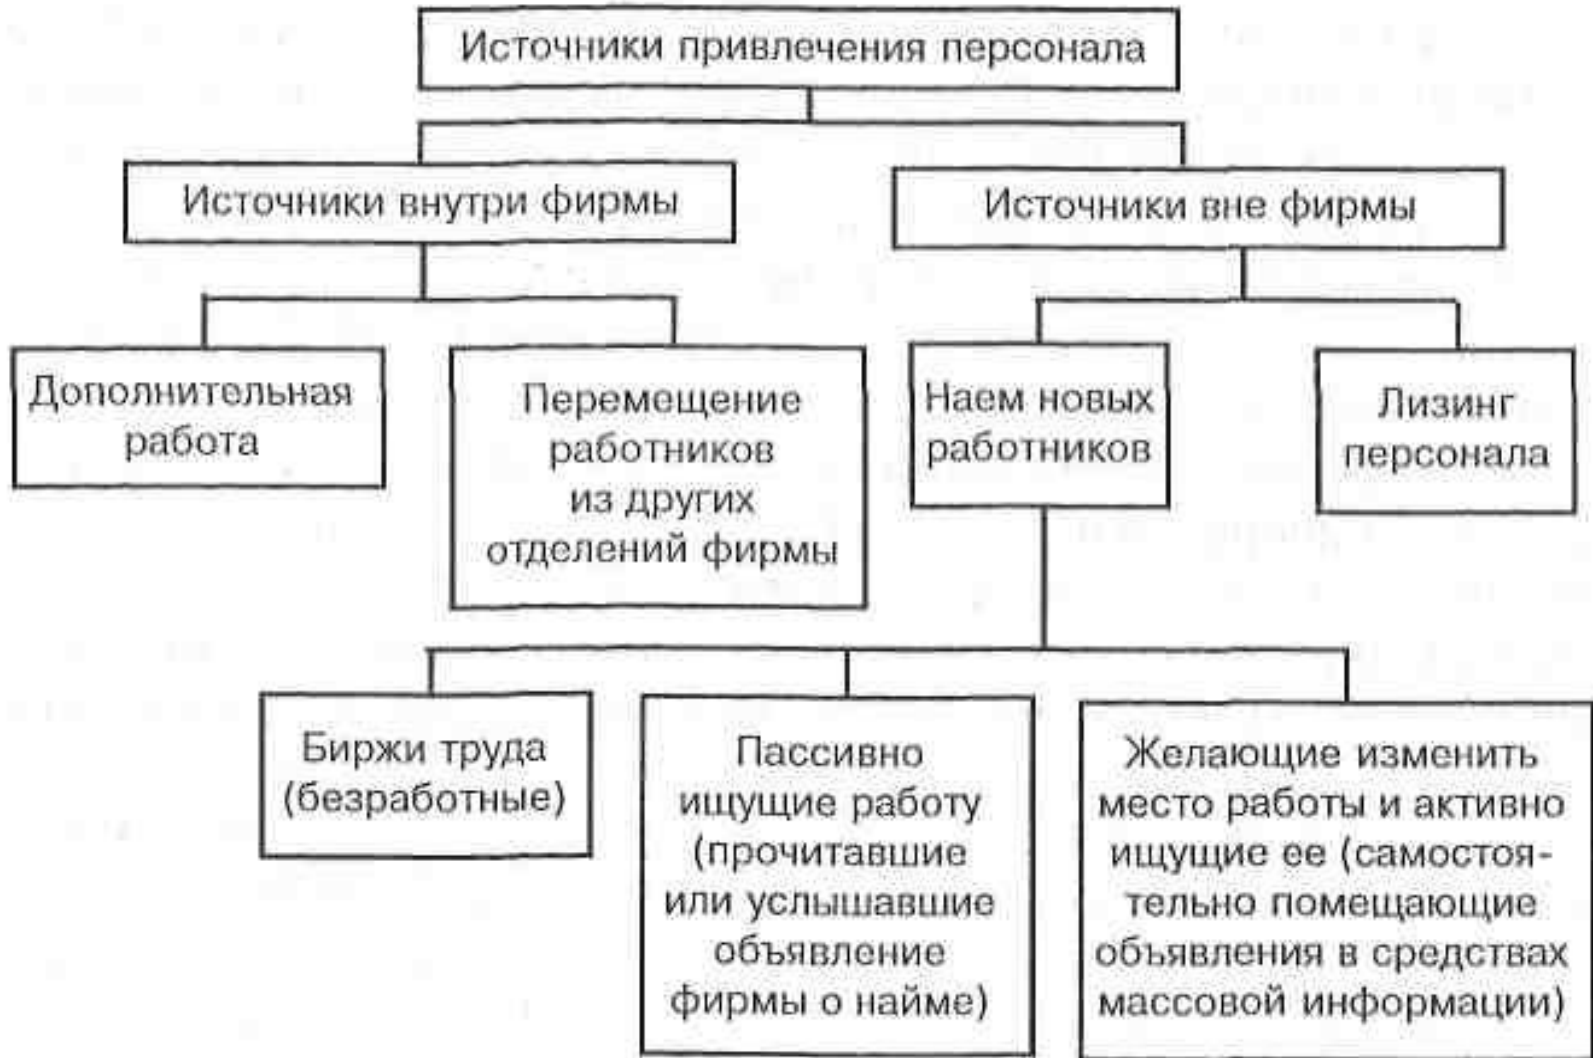 Источники привлечения персонала
Источники внутри фирмы
Источники вне фирмы
Дополнительная
работа
Перемещение
работников
из других
отделений фирмы
Наем новых
работников
Лизинг
персонала
Биржи труда
(безработные)
Пассивно
ищущие работу
(прочитавшие
или услышавшие
объявление
фирмы о найме)
Желающие изменить
место работы и активно
ищущие ее (самостоя-
тельно помещающие
объявления в средствах
массовой информации)